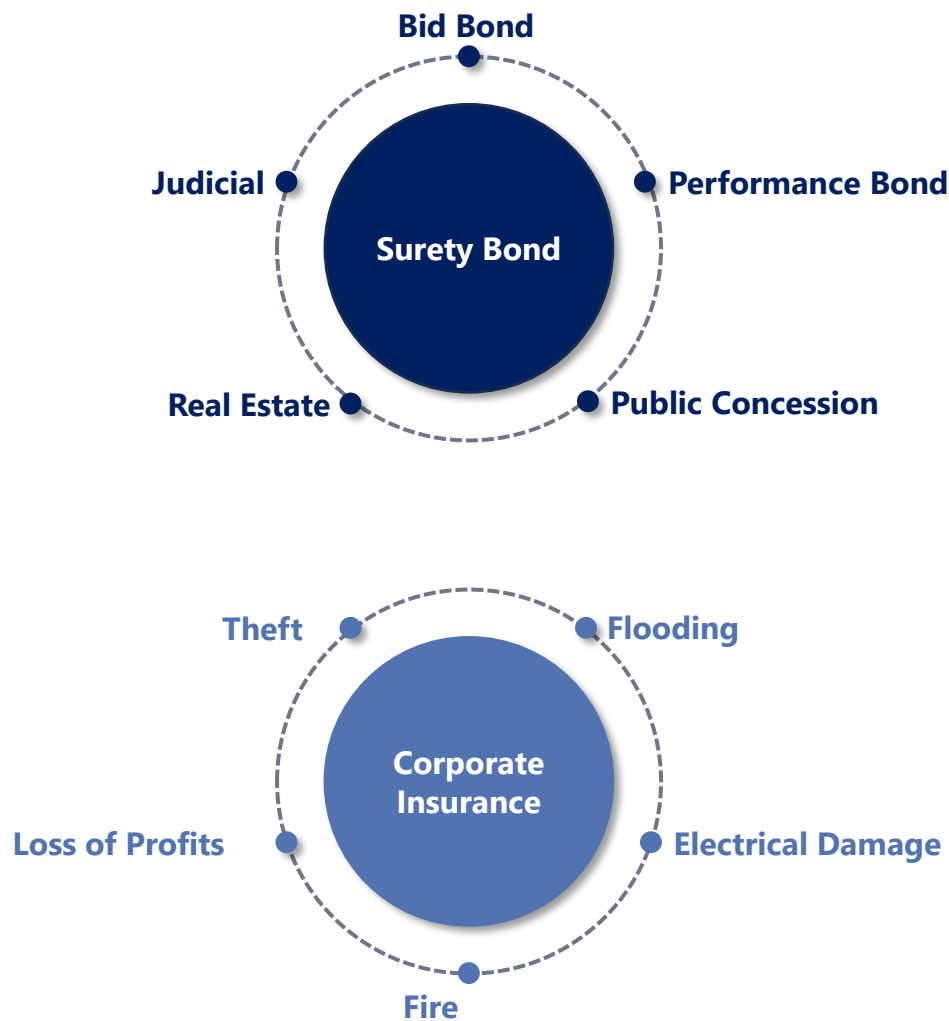 Bid Bond
Judicial
Performance Bond
Surety Bond
Real Estate
Public Concession
Theft
Flooding
Corporate
Insurance
Loss of Profits
Electrical Damage
Fire